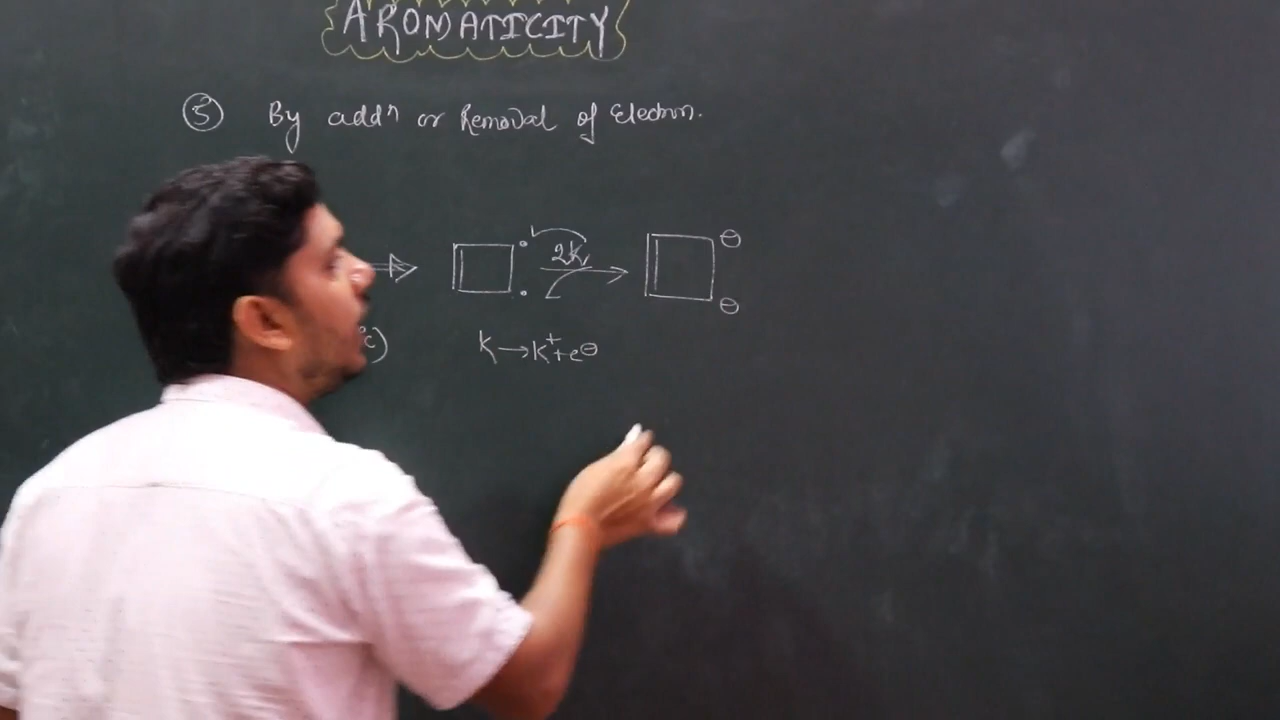 AROMATICITY
⑤ By addⁿ or Removal of Electron.
2K
⊖
⊖
c)
K → K⁺ + e⊖